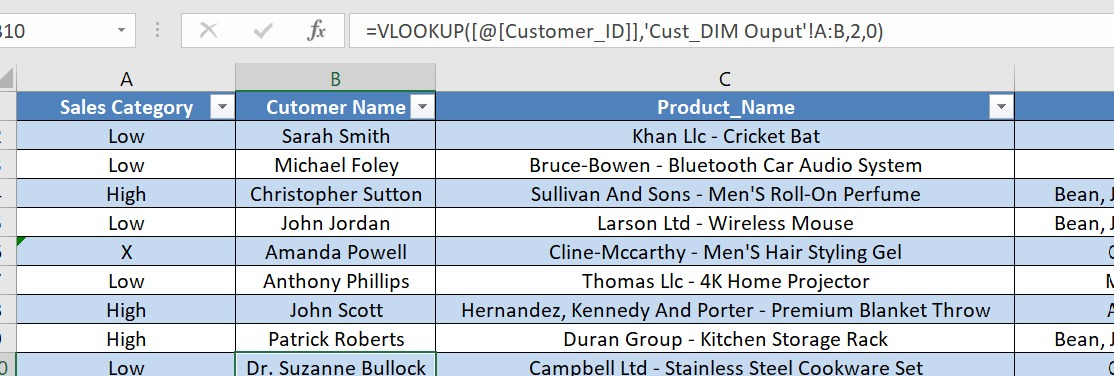 B10 fx =VLOOKUP([@[Customer_ID]],'Cust_DIM Ouput'!A:B,2,0)
A B C
Sales Category Cutomer Name Product_Name
Low Sarah Smith Khan Llc - Cricket Bat
Low Michael Foley Bruce-Bowen - Bluetooth Car Audio System
High Christopher Sutton Sullivan And Sons - Men'S Roll-On Perfume Bean, J
Low John Jordan Larson Ltd - Wireless Mouse Bean, J
X Amanda Powell Cline-Mccarthy - Men'S Hair Styling Gel
Low Anthony Phillips Thomas Llc - 4K Home Projector
High John Scott Hernandez, Kennedy And Porter - Premium Blanket Throw
High Patrick Roberts Duran Group - Kitchen Storage Rack Bean, J
Low Dr. Suzanne Bullock Campbell Ltd - Stainless Steel Cookware Set